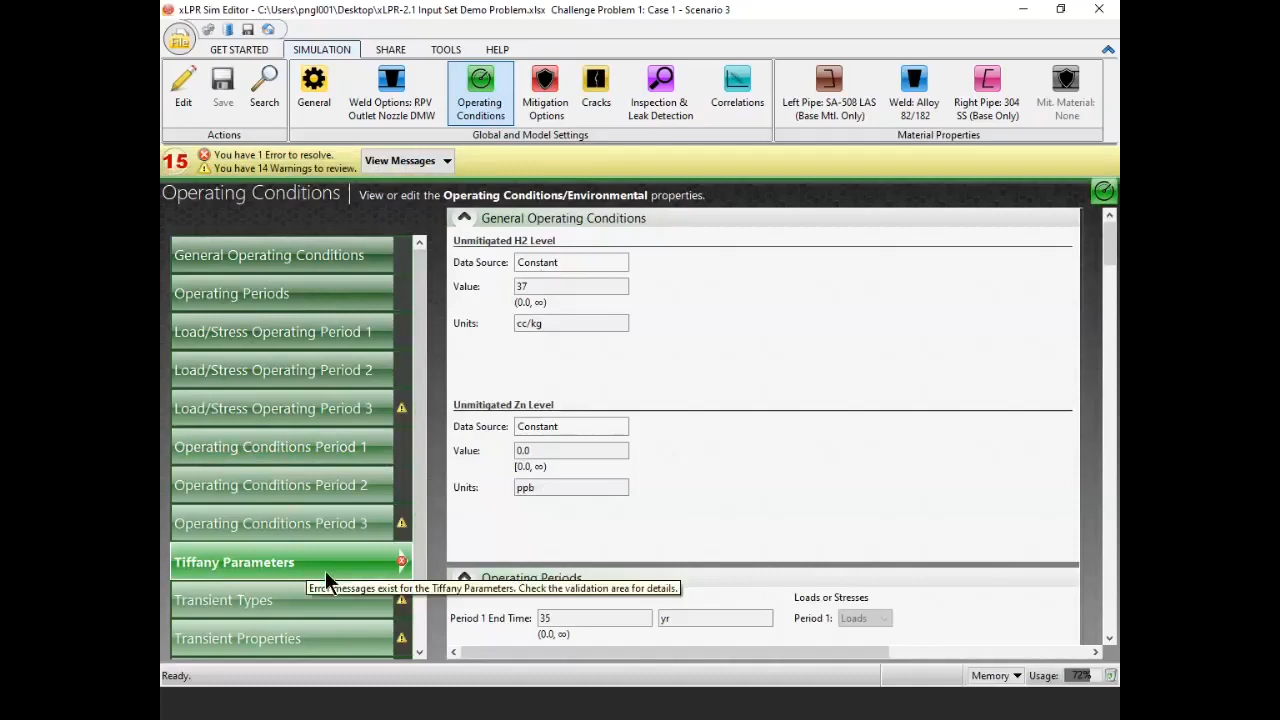 xLPR Sim Editor - C:\Users\pngl001\Desktop\xLPR-2.1 Input Set Demo Problem.xlsx Challenge Problem 1: Case 1 - Scenario 3
File
GET STARTED SIMULATION SHARE TOOLS HELP
Edit Save Search
General
Weld Options: RPV
Outlet Nozzle DMW
Operating
Conditions
Mitigation
Options
Cracks
Inspection &
Leak Detection
Correlations
Left Pipe: SA-508 LAS
(Base Mtl. Only)
Weld: Alloy
82/182
Right Pipe: 304
SS (Base Only)
Mit. Material:
None
Actions Global and Model Settings Material Properties
15
You have 1 Error to resolve.
You have 14 Warnings to review.
View Messages
Operating Conditions View or edit the Operating Conditions/Environmental properties.
General Operating Conditions
Operating Periods
Load/Stress Operating Period 1
Load/Stress Operating Period 2
Load/Stress Operating Period 3
Operating Conditions Period 1
Operating Conditions Period 2
Operating Conditions Period 3
Tiffany Parameters
Transient Types
Transient Properties
General Operating Conditions
Unmitigated H2 Level
Data Source: Constant
Value: 37
(0.0, ∞)
Units: cc/kg
Unmitigated Zn Level
Data Source: Constant
Value: 0.0
[0.0, ∞)
Units: ppb
Operating Periods
messages exist for the Tiffany Parameters. Check the validation area for details.
Loads or Stresses
Period 1 End Time: 35 yr Period 1: Loads
(0.0, ∞)
Ready. Memory Usage: 72%